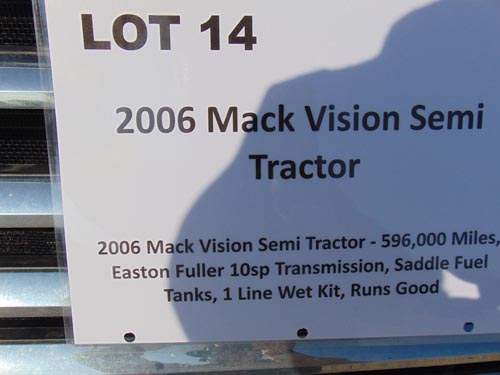 LOT 14
2006 Mack Vision Semi
Tractor
2006 Mack Vision Semi Tractor - 596,000 Miles,
Easton Fuller 10sp Transmission, Saddle Fuel
Tanks, 1 Line Wet Kit, Runs Good